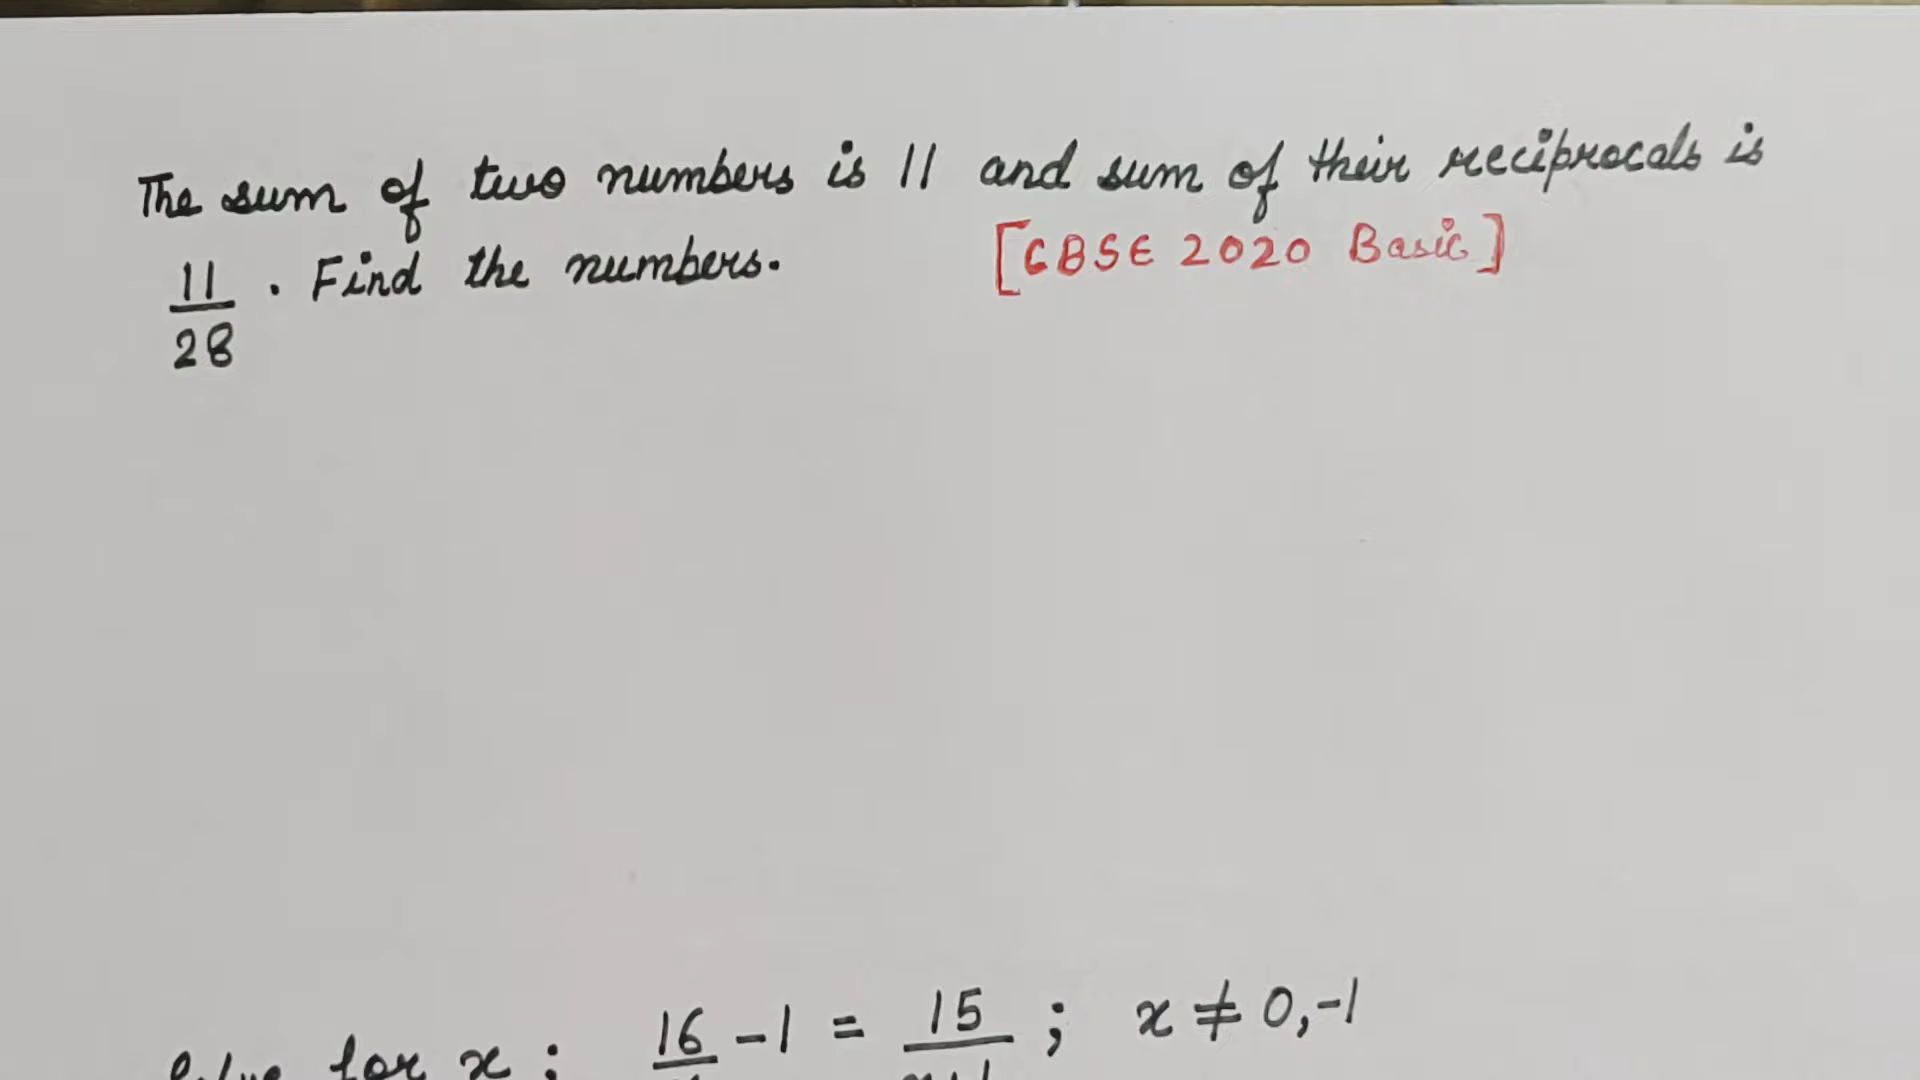 The sum of two numbers is 11 and sum of their reciprocals is
11/28 . Find the numbers. [CBSE 2020 Basic]
for x : 16 - 1 = 15 ; x ≠ 0, -1